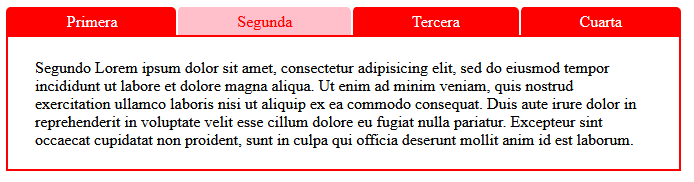 Primera Segunda Tercera Cuarta
Segundo Lorem ipsum dolor sit amet, consectetur adipisicing elit, sed do eiusmod tempor
incididunt ut labore et dolore magna aliqua. Ut enim ad minim veniam, quis nostrud
exercitation ullamco laboris nisi ut aliquip ex ea commodo consequat. Duis aute irure dolor in
reprehenderit in voluptate velit esse cillum dolore eu fugiat nulla pariatur. Excepteur sint
occaecat cupidatat non proident, sunt in culpa qui officia deserunt mollit anim id est laborum.